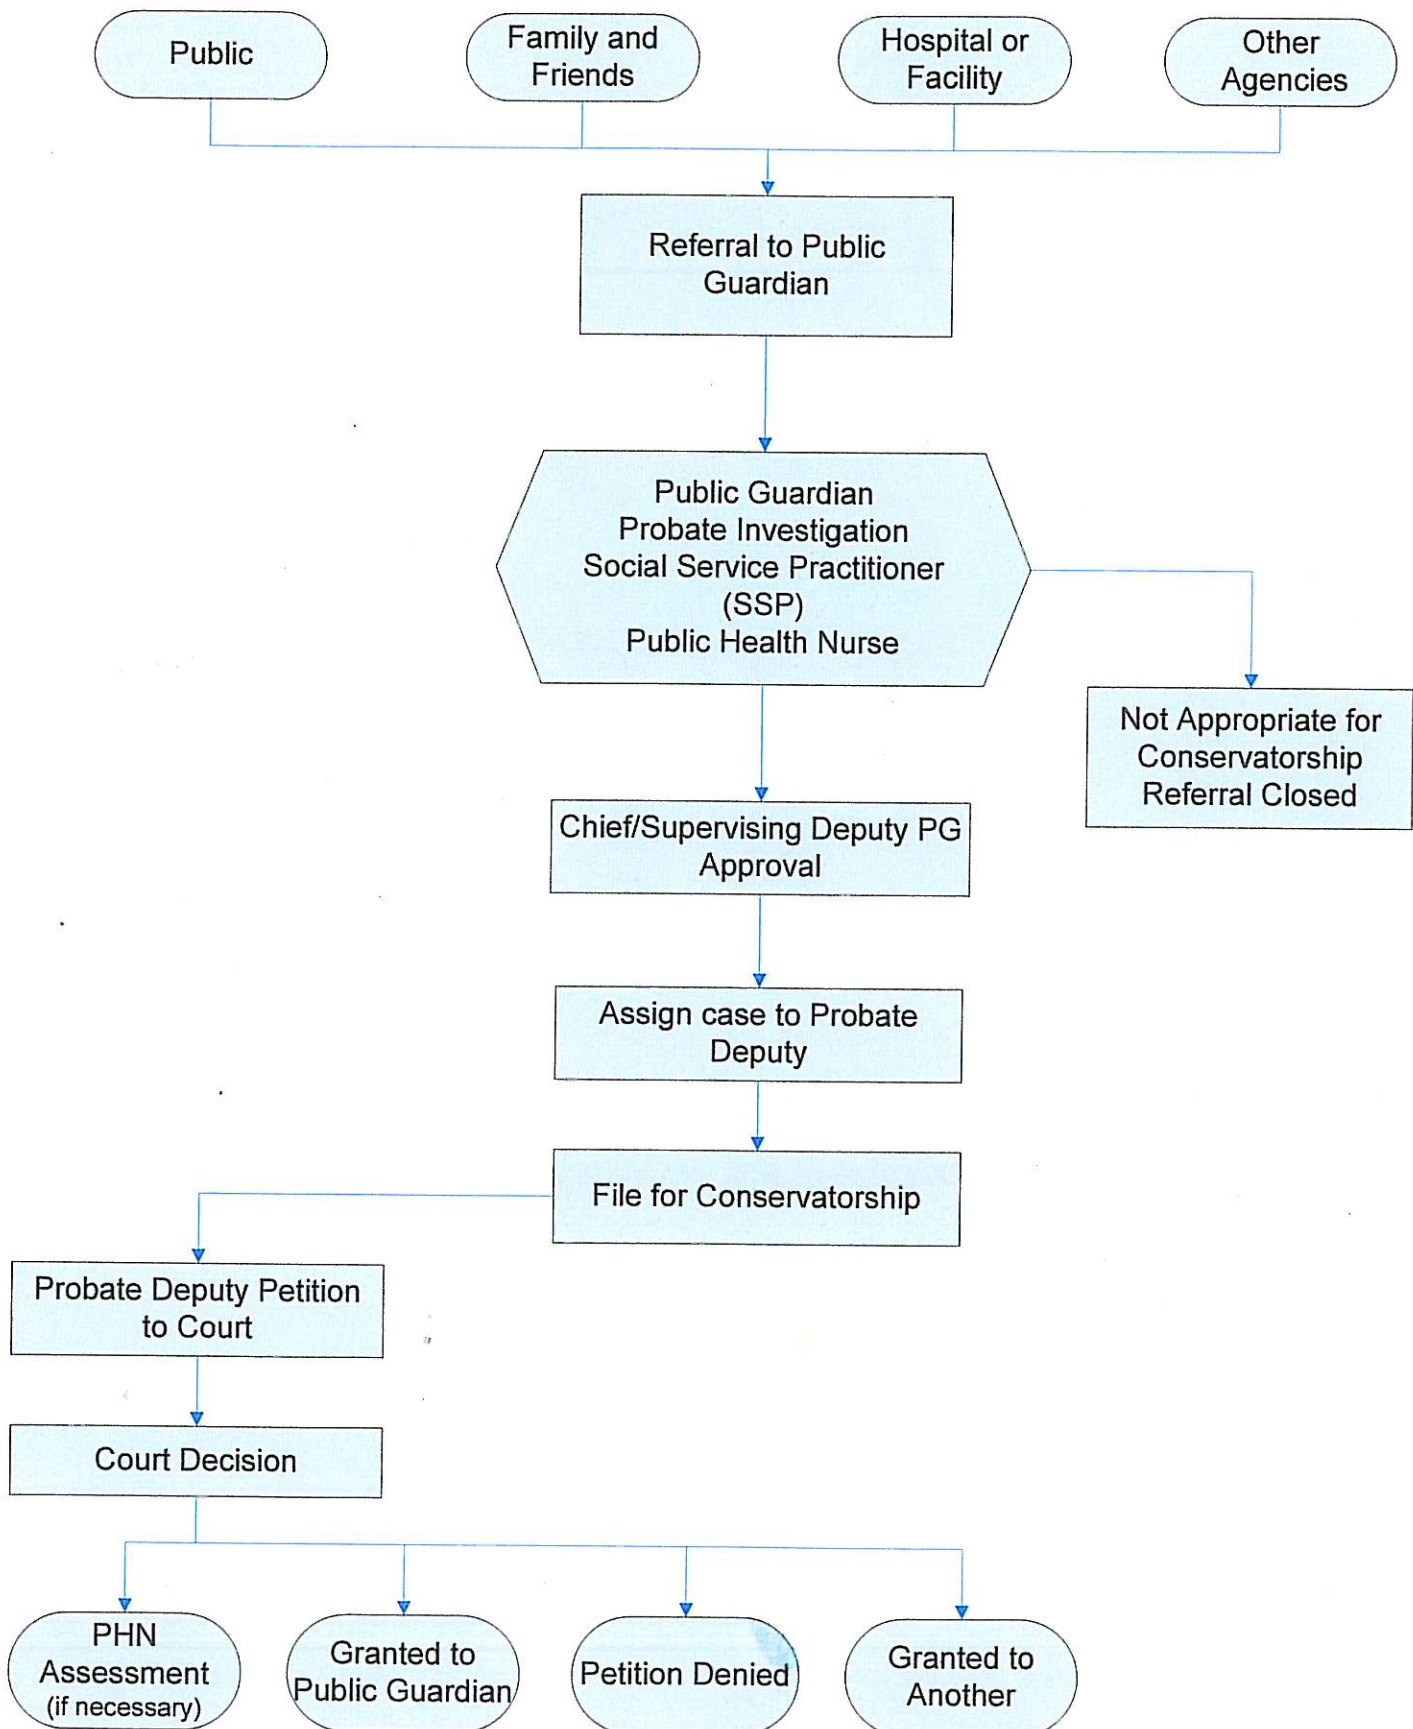 Public
Family and
Friends
Hospital or
Facility
Other
Agencies
Referral to Public
Guardian
Public Guardian
Probate Investigation
Social Service Practitioner
(SSP)
Public Health Nurse
Not Appropriate for
Conservatorship
Referral Closed
Chief/Supervising Deputy PG
Approval
Assign case to Probate
Deputy
File for Conservatorship
Probate Deputy Petition
to Court
Court Decision
PHN
Assessment
(if necessary)
Granted to
Public Guardian
Petition Denied
Granted to
Another